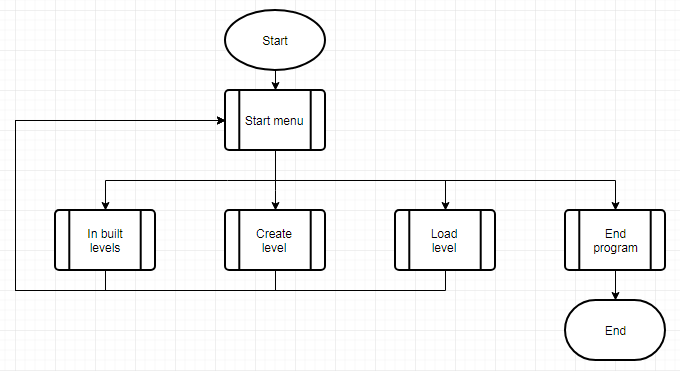 Start
Start menu
In built
levels
Create
level
Load
level
End
program
End